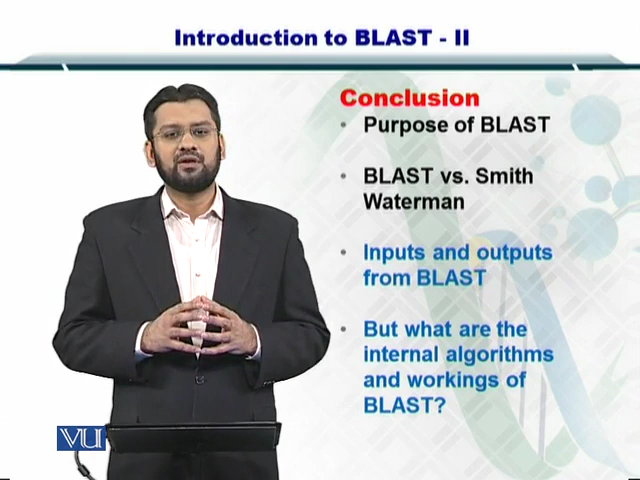 Introduction to BLAST - II
Conclusion
• Purpose of BLAST
• BLAST vs. Smith
Waterman
• Inputs and outputs
from BLAST
• But what are the
internal algorithms
and workings of
BLAST?
VU